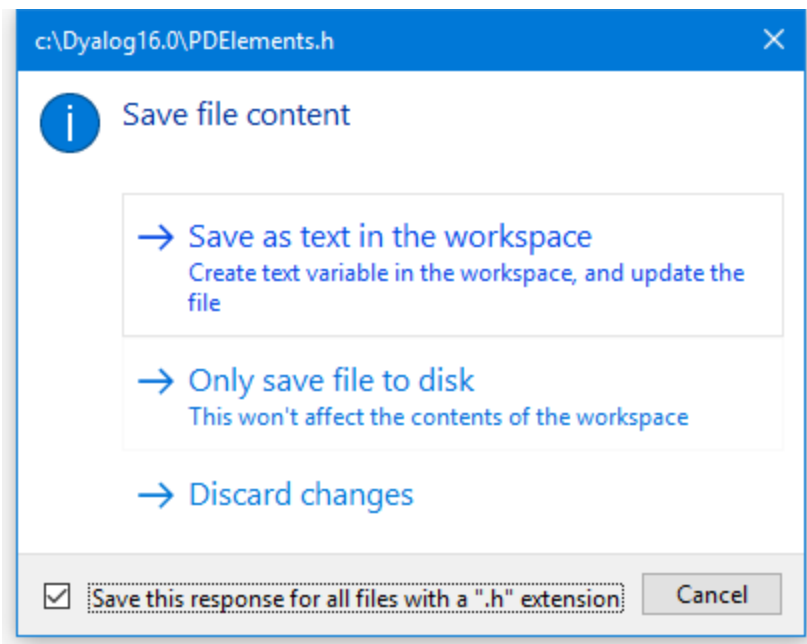 c:\Dyalog16.0\PDElements.h
Save file content
Save as text in the workspace
Create text variable in the workspace, and update the
file
Only save file to disk
This won't affect the contents of the workspace
Discard changes
Save this response for all files with a ".h" extension
Cancel